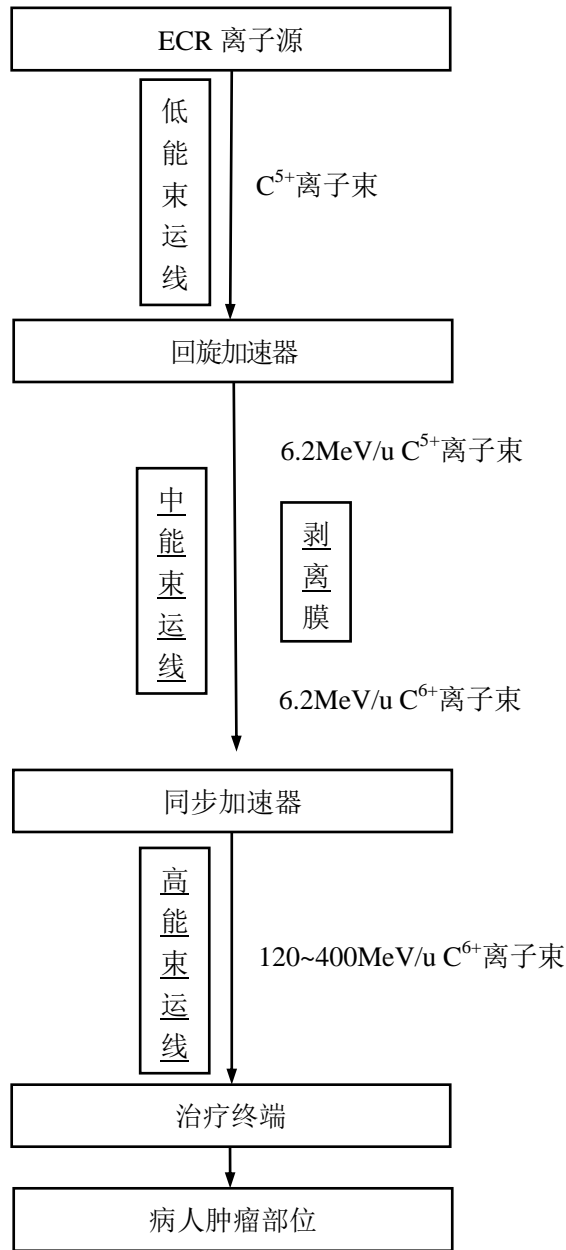 ECR 离子源
低
能
束
运
线
C⁵⁺离子束
回旋加速器
6.2MeV/u C⁵⁺离子束
中
能
束
运
线
剥
离
膜
6.2MeV/u C⁶⁺离子束
同步加速器
高
能
束
运
线
120~400MeV/u C⁶⁺离子束
治疗终端
病人肿瘤部位